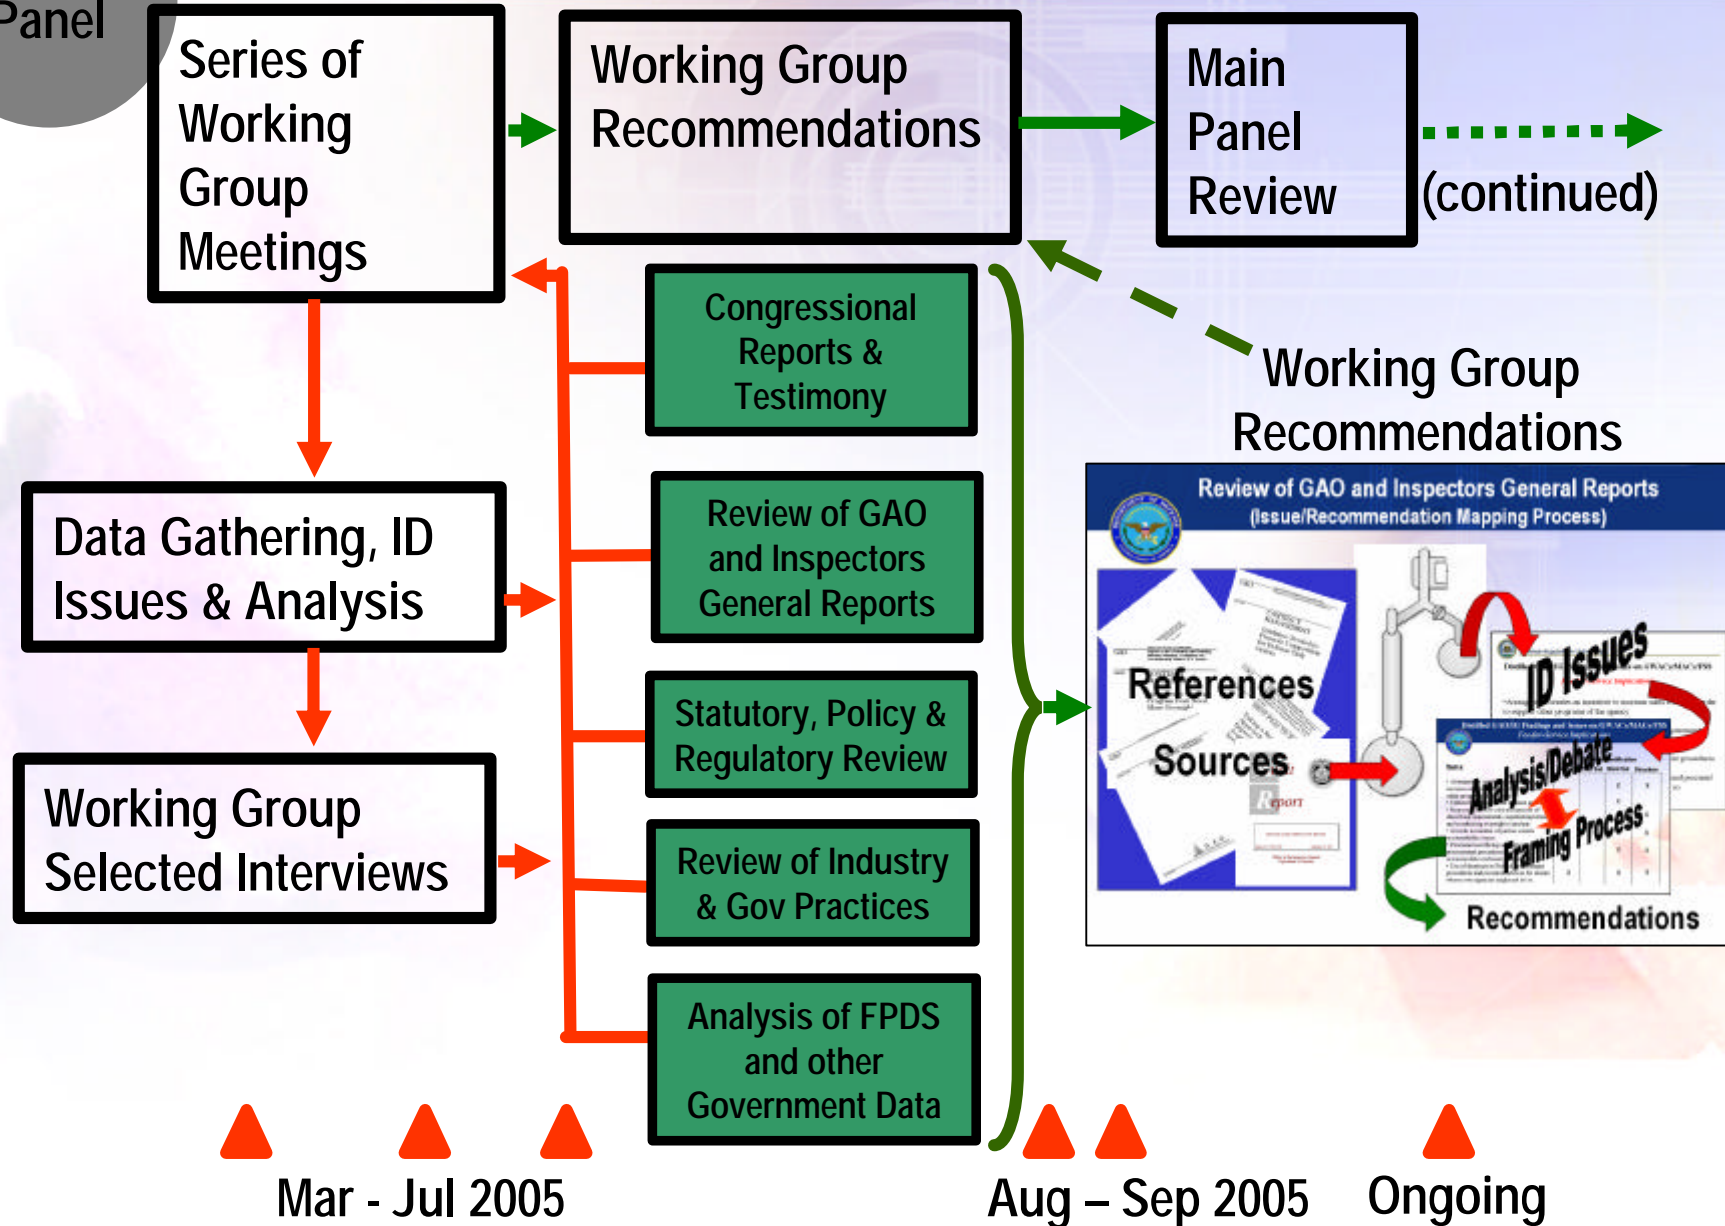 Panel
Series of
Working
Group
Meetings
Working Group
Recommendations
Main
Panel
Review
(continued)
Congressional
Reports &
Testimony
Working Group
Recommendations
Data Gathering, ID
Issues & Analysis
Review of GAO
and Inspectors
General Reports
Statutory, Policy &
Regulatory Review
Working Group
Selected Interviews
Review of Industry
& Gov Practices
Analysis of FPDS
and other
Government Data
Review of GAO and Inspectors General Reports
(Issue/Recommendation Mapping Process)
References
Sources
Report
ID Issues
Analysis/Debate
Framing Process
Recommendations
Mar - Jul 2005
Aug – Sep 2005
Ongoing